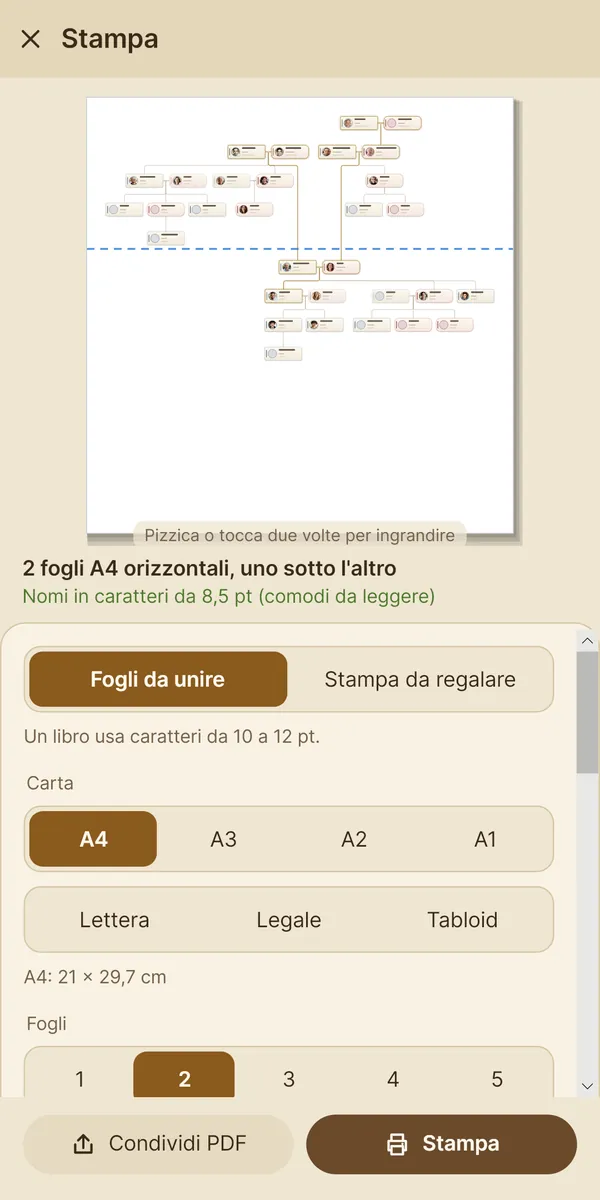 Stampa
Pizzica o tocca due volte per ingrandire
2 fogli A4 orizzontali, uno sotto l'altro
Nomi in caratteri da 8,5 pt (comodi da leggere)
Fogli da unire
Stampa da regalare
Un libro usa caratteri da 10 a 12 pt.
Carta
A4
A3
A2
A1
Lettera
Legale
Tabloid
A4: 21 × 29,7 cm
Fogli
1
2
3
4
5
Condividi PDF
Stampa